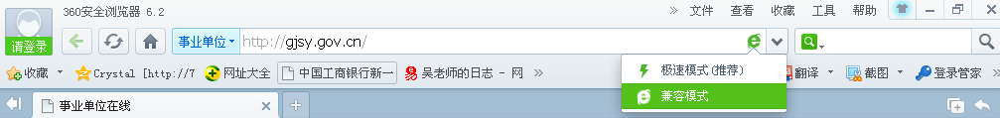 360安全浏览器 6.2
» 文件 查看 收藏 工具 帮助
请登录
事业单位 http://gjsy.gov.cn/
极速模式(推荐)
兼容模式
收藏 Crystal [http://7 网址大全 中国工商银行新一 吴老师的日志 - 网 » 翻译 截图 登录管家 »
事业单位在线